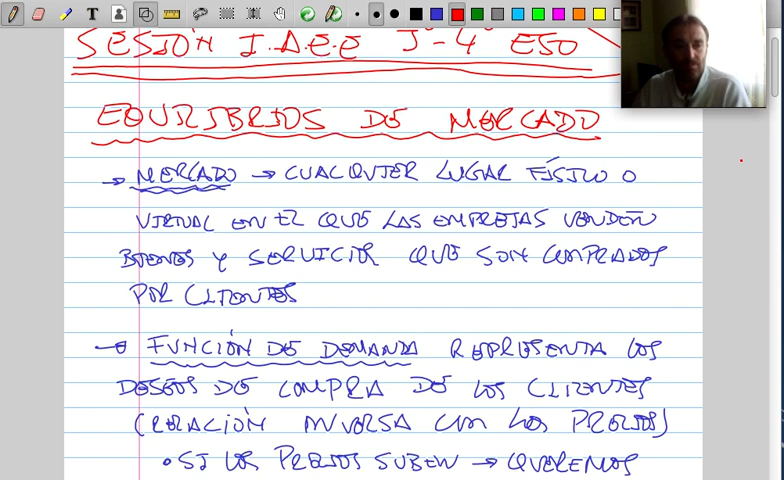 SESIÓN I.A.E.E 3º-4º ESO
EQUILIBRIOS DE MERCADO
→ MERCADO → CUALQUIER LUGAR FÍSICO O
VIRTUAL EN EL QUE LAS EMPRESAS VENDEN
BIENES Y SERVICIOS QUE SON COMPRADOS
POR CLIENTES
→ FUNCIÓN DE DEMANDA REPRESENTA LOS
DESEOS DE COMPRA DE LOS CLIENTES
(RELACIÓN INVERSA CON LOS PRECIOS)
• SI LOS PRECIOS SUBEN → QUEREMOS